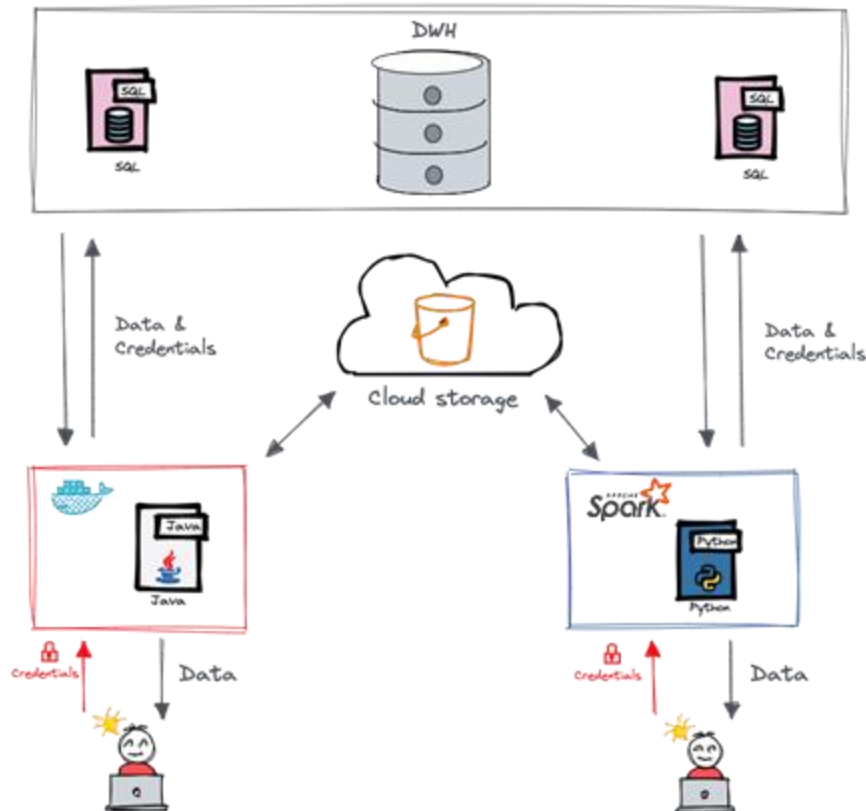 DWH
SQL
SQL
SQL
SQL
Data &
Credentials
Data &
Credentials
Cloud storage
Java
Java
APACHE
Spark
Python
Python
Credentials
Data
Credentials
Data